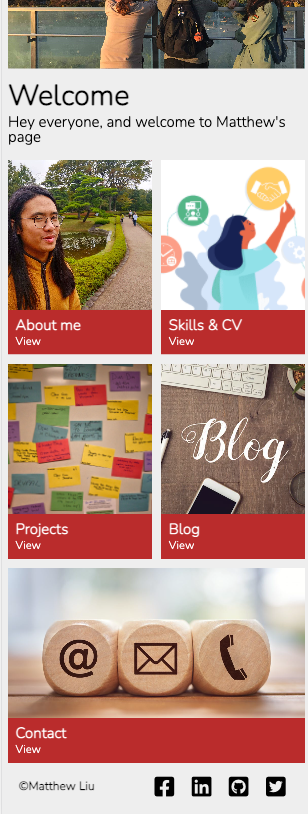 Welcome
Hey everyone, and welcome to Matthew's
page
About me
View
Skills & CV
View
Projects
View
Blog
Blog
View
@
Contact
View
©Matthew Liu